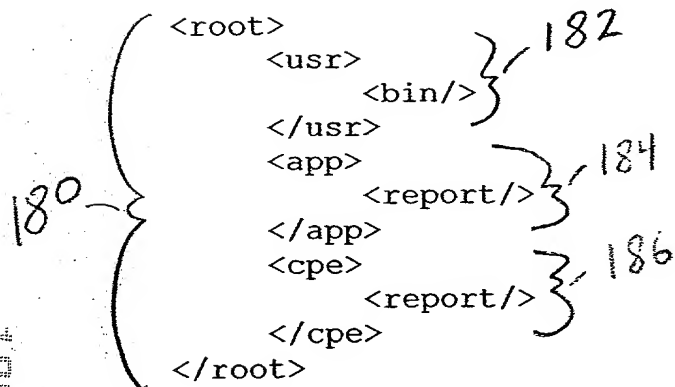 <root>
<usr> 182
<bin/>
</usr>
<app>
184
<report/>
180
</app>
<cpe> 186
<report/>
</cpe>
</root>